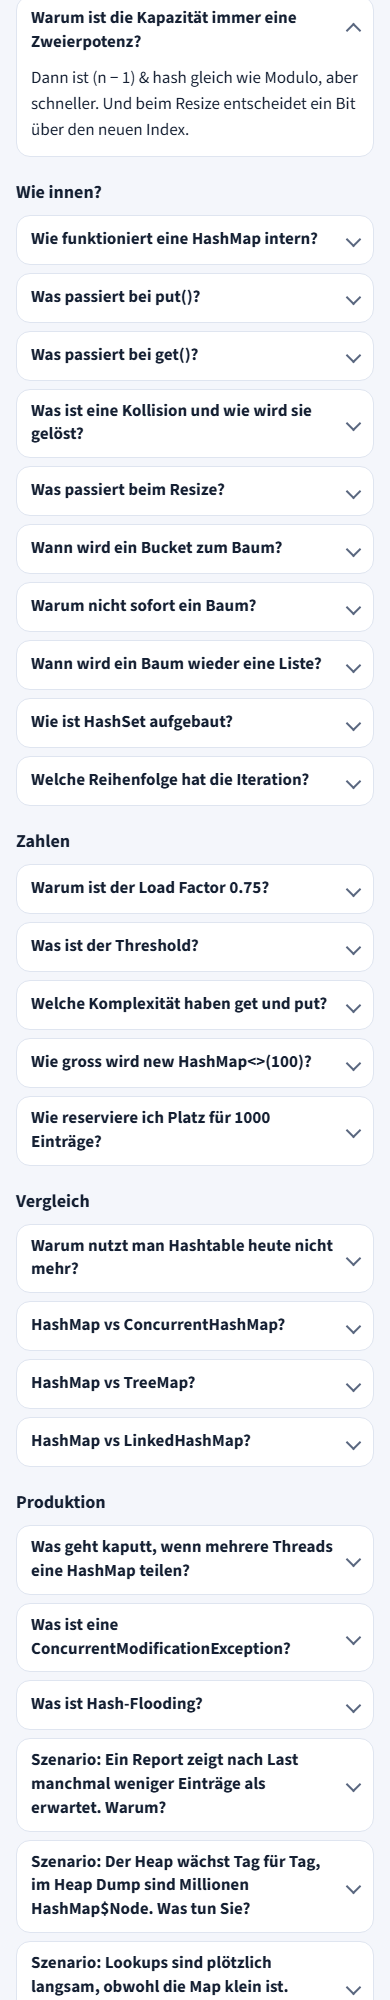 Warum ist die Kapazität immer eine
Zweierpotenz?
Dann ist (n − 1) & hash gleich wie Modulo, aber
schneller. Und beim Resize entscheidet ein Bit
über den neuen Index.
Wie innen?
Wie funktioniert eine HashMap intern?
Was passiert bei put()?
Was passiert bei get()?
Was ist eine Kollision und wie wird sie
gelöst?
Was passiert beim Resize?
Wann wird ein Bucket zum Baum?
Warum nicht sofort ein Baum?
Wann wird ein Baum wieder eine Liste?
Wie ist HashSet aufgebaut?
Welche Reihenfolge hat die Iteration?
Zahlen
Warum ist der Load Factor 0.75?
Was ist der Threshold?
Welche Komplexität haben get und put?
Wie gross wird new HashMap<>(100)?
Wie reserviere ich Platz für 1000
Einträge?
Vergleich
Warum nutzt man Hashtable heute nicht
mehr?
HashMap vs ConcurrentHashMap?
HashMap vs TreeMap?
HashMap vs LinkedHashMap?
Produktion
Was geht kaputt, wenn mehrere Threads
eine HashMap teilen?
Was ist eine
ConcurrentModificationException?
Was ist Hash-Flooding?
Szenario: Ein Report zeigt nach Last
manchmal weniger Einträge als
erwartet. Warum?
Szenario: Der Heap wächst Tag für Tag,
im Heap Dump sind Millionen
HashMap$Node. Was tun Sie?
Szenario: Lookups sind plötzlich
langsam, obwohl die Map klein ist.